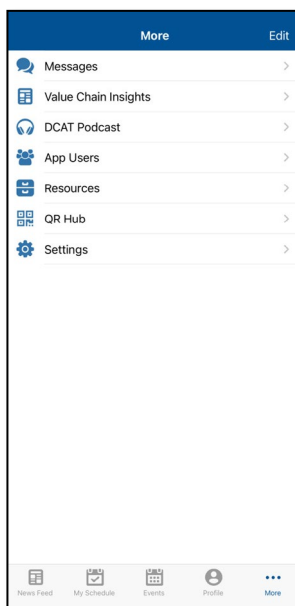 More
Edit
Messages
Value Chain Insights
DCAT Podcast
App Users
Resources
QR Hub
Settings
News Feed
My Schedule
Events
Profile
More